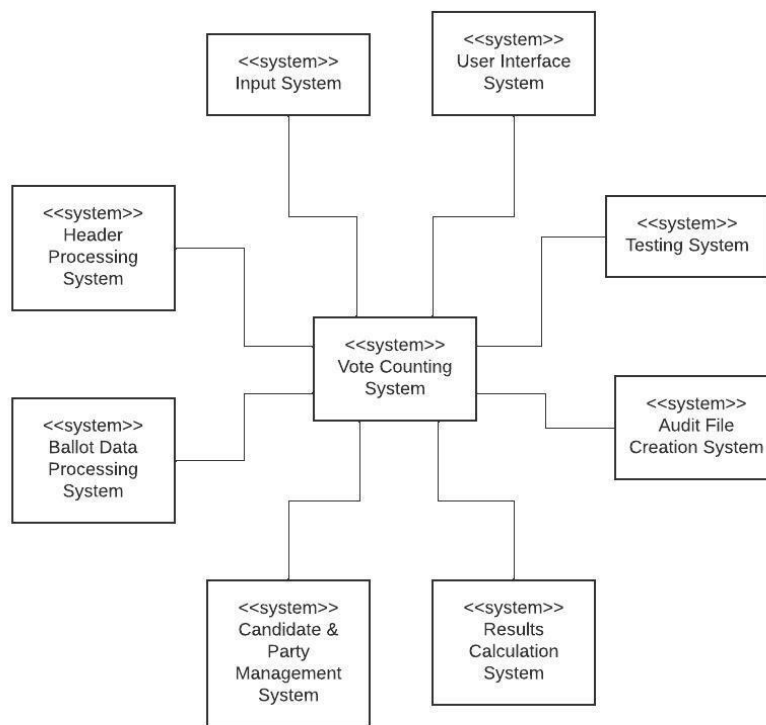 <<system>>
Input System
<<system>>
User Interface
System
<<system>>
Header
Processing
System
<<system>>
Testing System
<<system>>
Vote Counting
System
<<system>>
Ballot Data
Processing
System
<<system>>
Audit File
Creation System
<<system>>
Candidate &
Party
Management
System
<<system>>
Results
Calculation
System